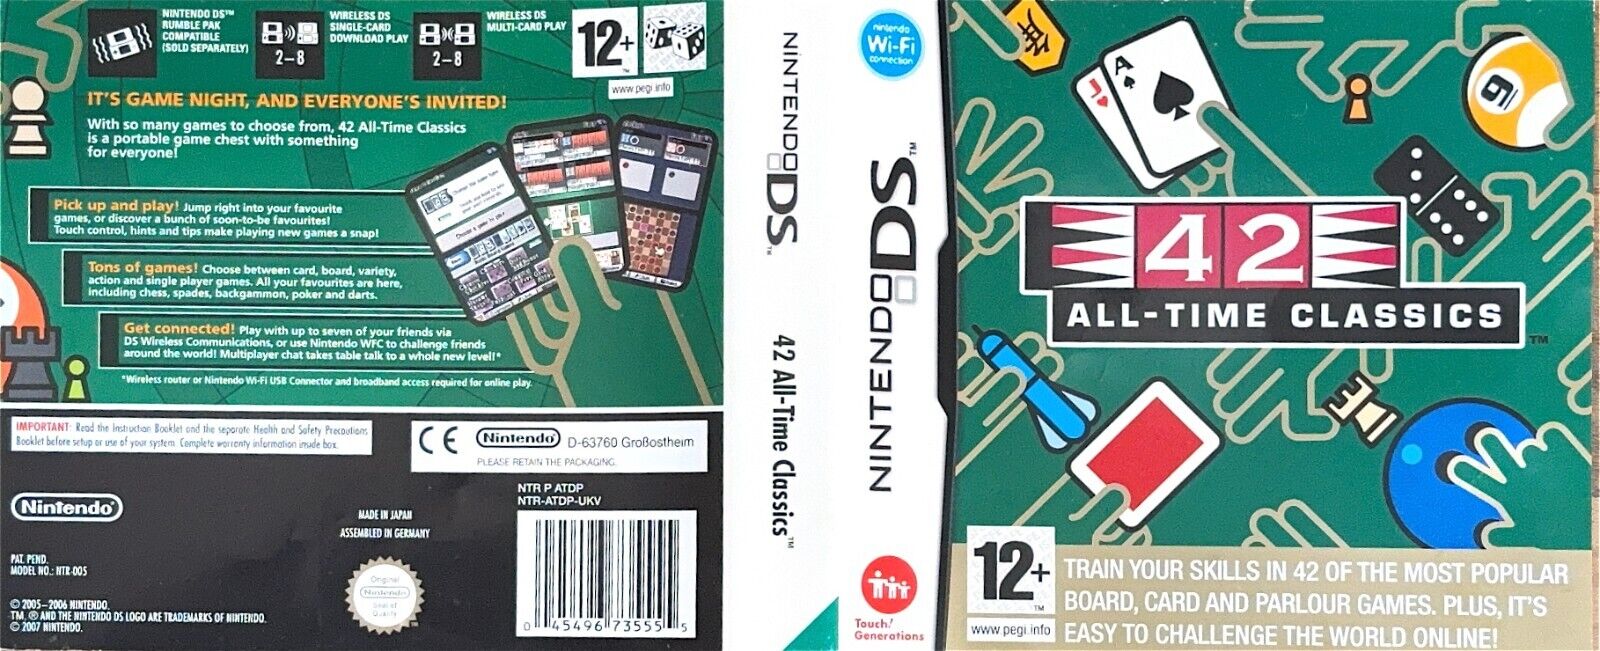 NINTENDO DS™
RUMBLE PAK
COMPATIBLE
(SOLD SEPARATELY)
WIRELESS DS
SINGLE-CARD
DOWNLOAD PLAY
2–8
WIRELESS DS
MULTI-CARD PLAY
2–8
12+
™
www.pegi.info
IT'S GAME NIGHT, AND EVERYONE'S INVITED!
With so many games to choose from, 42 All-Time Classics
is a portable game chest with something
for everyone!
Pick up and play! Jump right into your favourite
games, or discover a bunch of soon-to-be favourites!
Touch control, hints and tips make playing new games a snap!
Tons of games! Choose between card, board, variety,
action and single player games. All your favourites are here,
including chess, spades, backgammon, poker and darts.
Get connected! Play with up to seven of your friends via
DS Wireless Communications, or use Nintendo WFC to challenge friends
around the world! Multiplayer chat takes table talk to a whole new level!*
*Wireless router or Nintendo Wi-Fi USB Connector and broadband access required for online play.
IMPORTANT: Read the Instruction Booklet and the separate Health and Safety Precautions
Booklet before setup or use of your system. Complete warranty information inside box.
CE Nintendo D-63760 Großostheim
PLEASE RETAIN THE PACKAGING.
Nintendo
NTR P ATDP
NTR-ATDP-UKV
MADE IN JAPAN
ASSEMBLED IN GERMANY
PAT. PEND.
MODEL NO.: NTR-005
Original
Nintendo
Seal of
Quality
© 2005–2006 NINTENDO.
TM, ® AND THE NINTENDO DS LOGO ARE TRADEMARKS OF NINTENDO.
© 2007 NINTENDO.
0 45496 73555 5
NINTENDO DS™
42 All-Time Classics™
nintendo
Wi-Fi
connection
NINTENDO DS™
Touch!
Generations
J
A
6
42
ALL-TIME CLASSICS™
12+
™
www.pegi.info
TRAIN YOUR SKILLS IN 42 OF THE MOST POPULAR
BOARD, CARD AND PARLOUR GAMES. PLUS, IT'S
EASY TO CHALLENGE THE WORLD ONLINE!